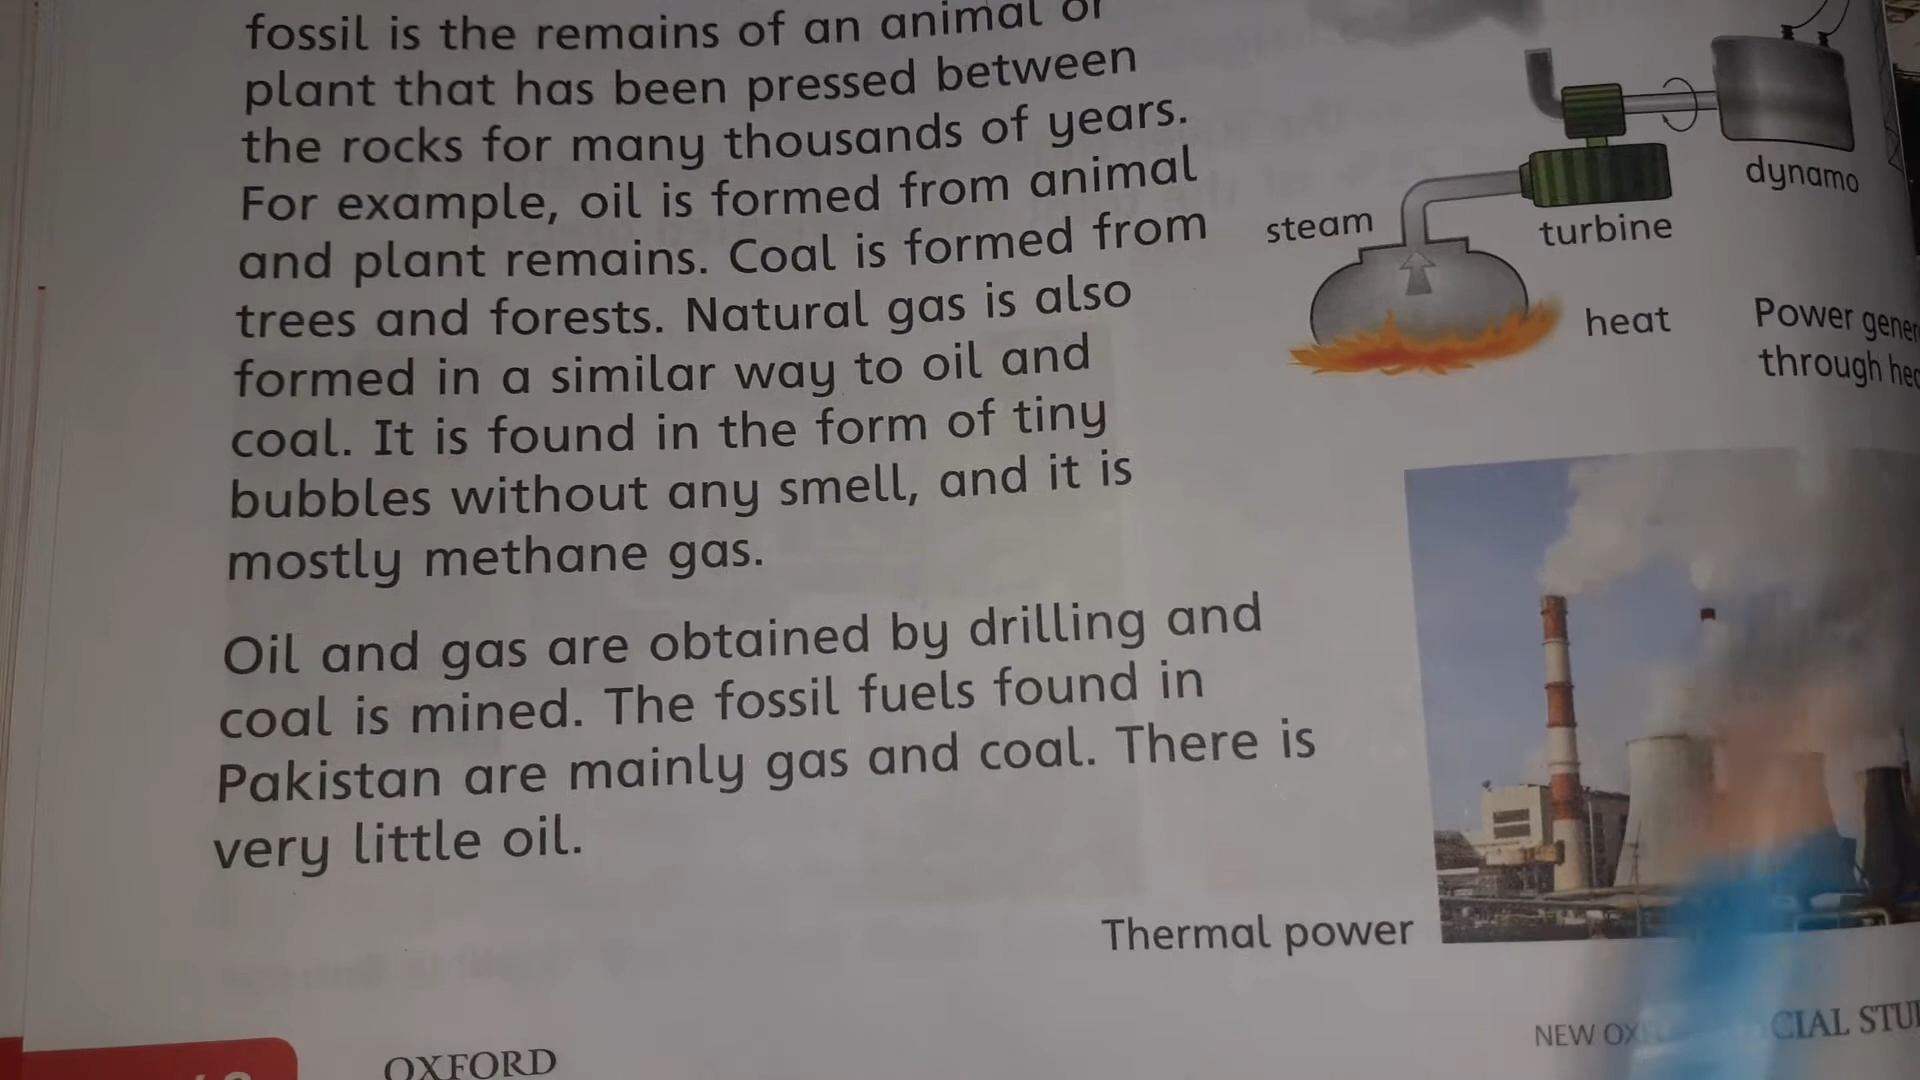 fossil is the remains of an animal or
plant that has been pressed between
the rocks for many thousands of years.
For example, oil is formed from animal
and plant remains. Coal is formed from
trees and forests. Natural gas is also
formed in a similar way to oil and
coal. It is found in the form of tiny
bubbles without any smell, and it is
mostly methane gas.
Oil and gas are obtained by drilling and
coal is mined. The fossil fuels found in
Pakistan are mainly gas and coal. There is
very little oil.
dynamo
steam
turbine
heat
Power
through
Thermal power
OXFORD
NEW